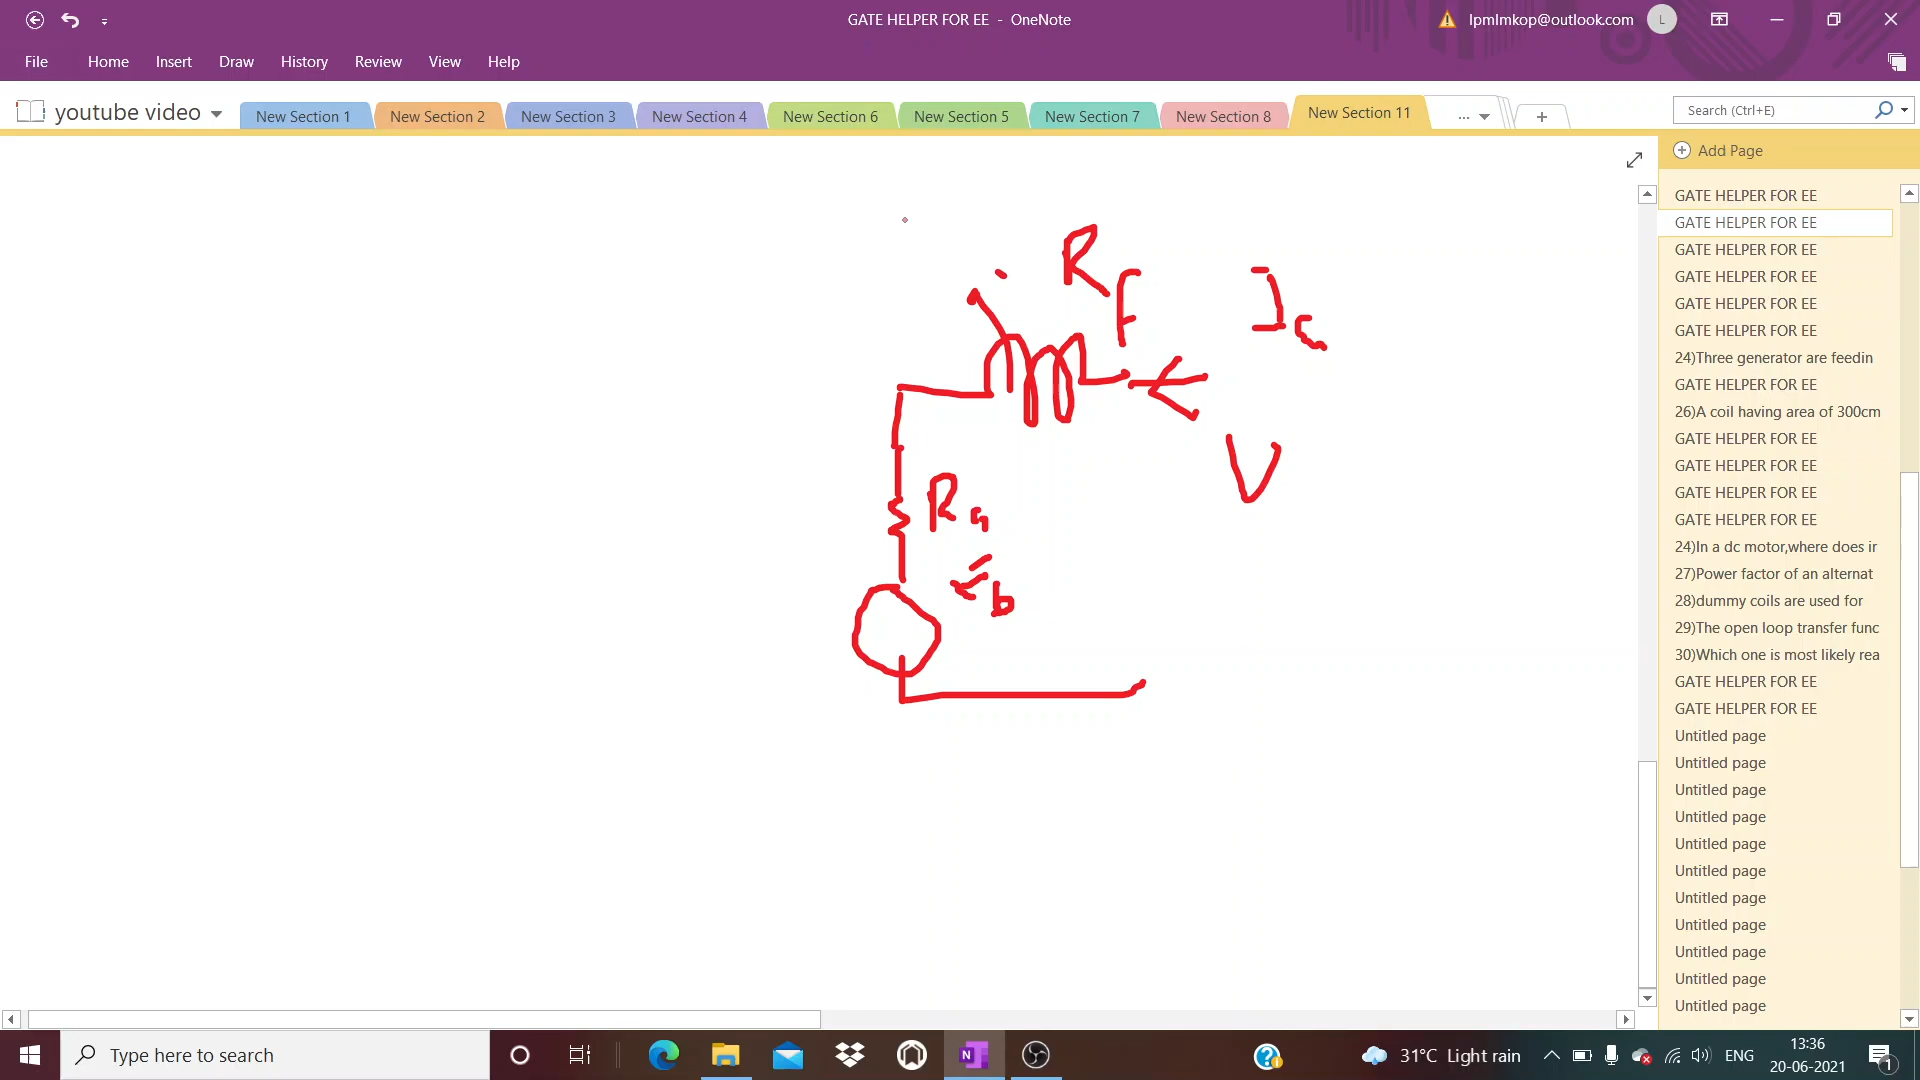 GATE HELPER FOR EE - OneNote
lpmlmkop@outlook.com
L
File Home Insert Draw History Review View Help
youtube video
New Section 1
New Section 2
New Section 3
New Section 4
New Section 6
New Section 5
New Section 7
New Section 8
New Section 11
...
Search (Ctrl+E)
Add Page
GATE HELPER FOR EE
GATE HELPER FOR EE
GATE HELPER FOR EE
GATE HELPER FOR EE
GATE HELPER FOR EE
GATE HELPER FOR EE
24)Three generator are feedin
GATE HELPER FOR EE
26)A coil having area of 300cm
GATE HELPER FOR EE
GATE HELPER FOR EE
GATE HELPER FOR EE
GATE HELPER FOR EE
24)In a dc motor,where does ir
27)Power factor of an alternat
28)dummy coils are used for
29)The open loop transfer func
30)Which one is most likely rea
GATE HELPER FOR EE
GATE HELPER FOR EE
Untitled page
Untitled page
Untitled page
Untitled page
Untitled page
Untitled page
Untitled page
Untitled page
Untitled page
Untitled page
Untitled page
RF
Ia
V
Ra
Eb
Type here to search
31°C Light rain
ENG
13:36
20-06-2021
1